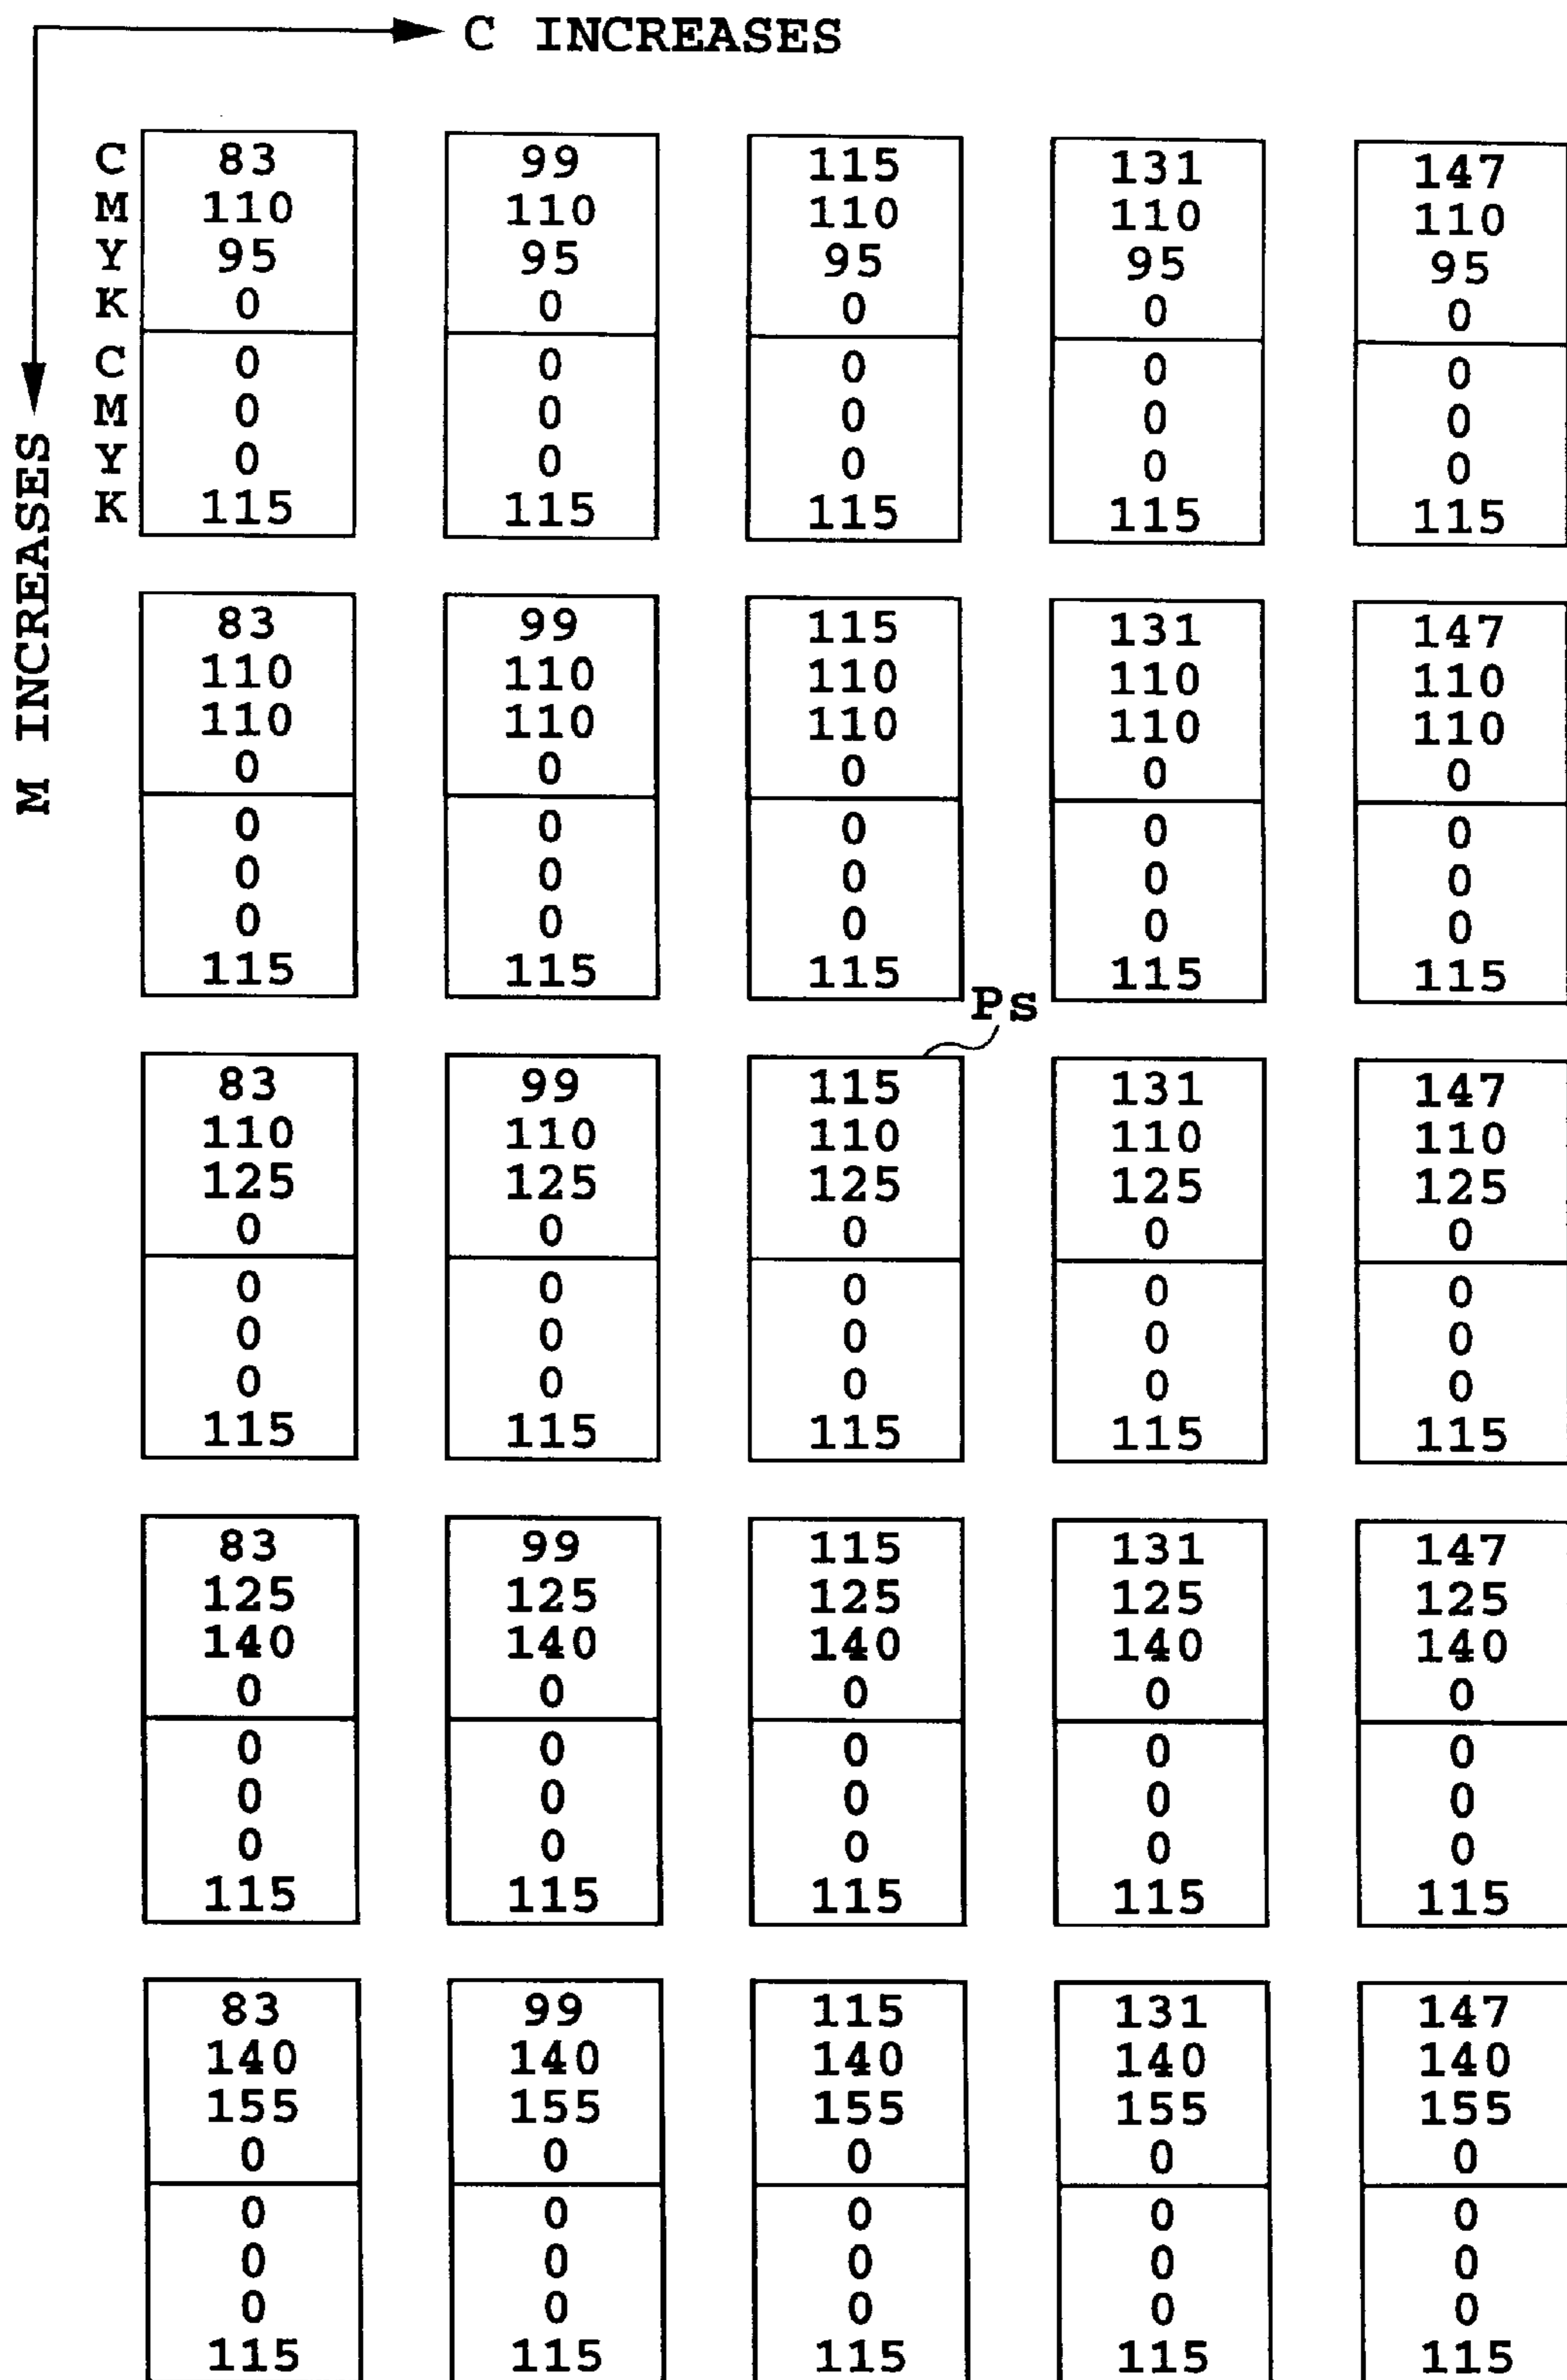 C INCREASES
M INCREASES
C 83 99 115 131 147
M 110 110 110 110 110
Y 95 95 95 95 95
K 0 0 0 0 0
C 0 0 0 0 0
M 0 0 0 0 0
Y 0 0 0 0 0
K 115 115 115 115 115
83 99 115 131 147
110 110 110 110 110
110 110 110 110 110
0 0 0 0 0
0 0 0 0 0
0 0 0 0 0
0 0 0 0 0
115 115 115 115 115
Ps
83 99 115 131 147
110 110 110 110 110
125 125 125 125 125
0 0 0 0 0
0 0 0 0 0
0 0 0 0 0
0 0 0 0 0
115 115 115 115 115
83 99 115 131 147
125 125 125 125 125
140 140 140 140 140
0 0 0 0 0
0 0 0 0 0
0 0 0 0 0
0 0 0 0 0
115 115 115 115 115
83 99 115 131 147
140 140 140 140 140
155 155 155 155 155
0 0 0 0 0
0 0 0 0 0
0 0 0 0 0
0 0 0 0 0
115 115 115 115 115